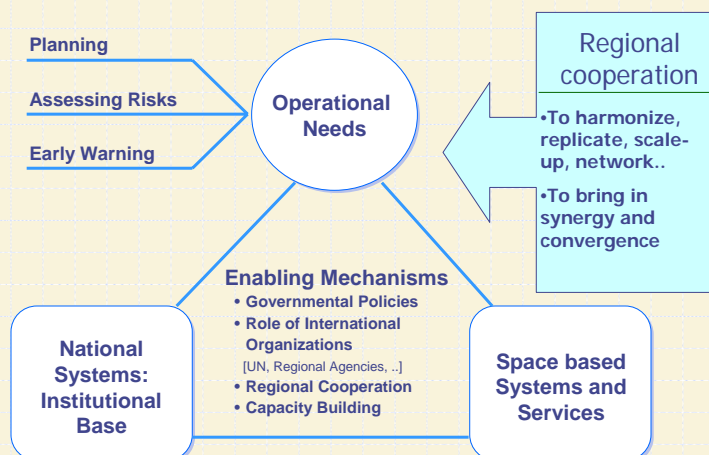 Planning
Assessing Risks
Early Warning
Operational
Needs
Regional
cooperation
•To harmonize,
replicate, scale-
up, network..
•To bring in
synergy and
convergence
Enabling Mechanisms
• Governmental Policies
• Role of International
Organizations
[UN, Regional Agencies, ..]
• Regional Cooperation
• Capacity Building
National
Systems:
Institutional
Base
Space based
Systems and
Services